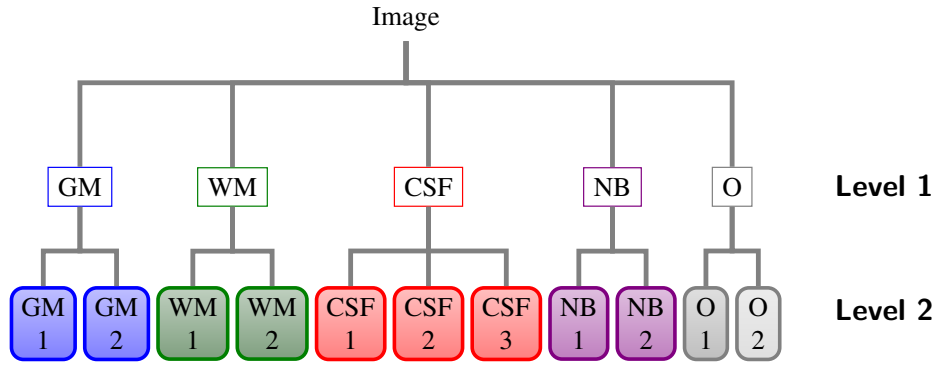 Image
GM WM CSF NB O Level 1
GM GM WM WM CSF CSF CSF NB NB O O Level 2
1 2 1 2 1 2 3 1 2 1 2